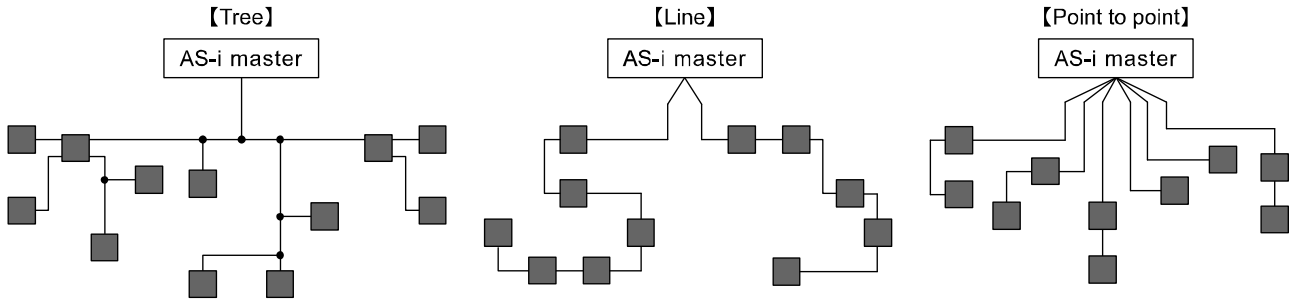 【Tree】
AS-i master
【Line】
AS-i master
【Point to point】
AS-i master